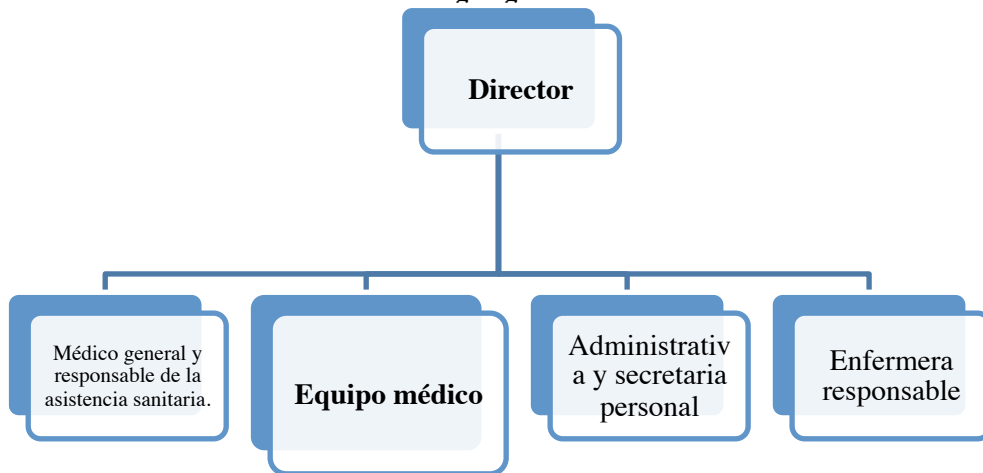 Director
Médico general y
responsable de la
asistencia sanitaria.
Equipo médico
Administrativ
a y secretaria
personal
Enfermera
responsable